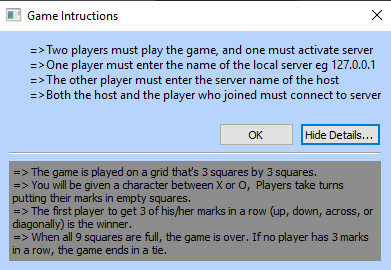 Game Intructions
=>Two players must play the game, and one must activate server
=>One player must enter the name of the local server eg 127.0.0.1
=>The other player must enter the server name of the host
=>Both the host and the player who joined must connect to server
OK
Hide Details...
=> The game is played on a grid that's 3 squares by 3 squares.
=> You will be given a character between X or O, Players take turns
putting their marks in empty squares.
=> The first player to get 3 of his/her marks in a row (up, down, across, or
diagonally) is the winner.
=> When all 9 squares are full, the game is over. If no player has 3 marks
in a row, the game ends in a tie.